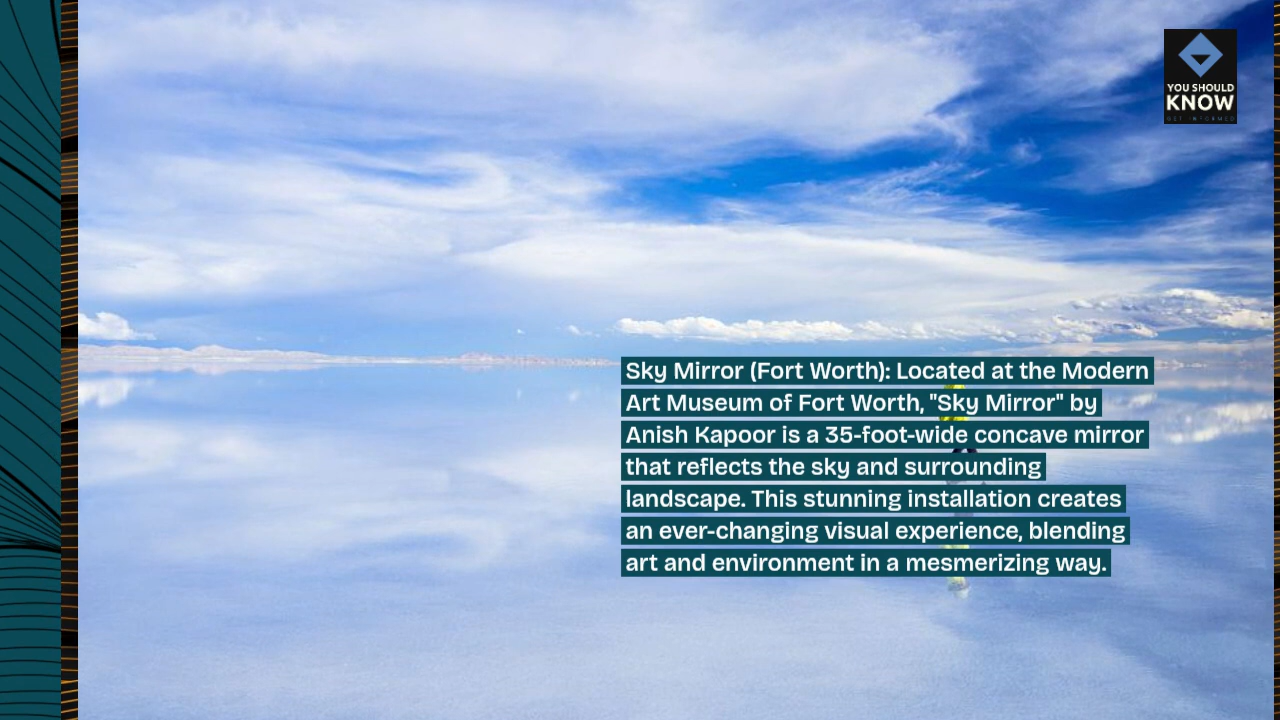 YOU SHOULD
KNOW
GET INFORMED
Sky Mirror (Fort Worth): Located at the Modern
Art Museum of Fort Worth, "Sky Mirror" by
Anish Kapoor is a 35-foot-wide concave mirror
that reflects the sky and surrounding
landscape. This stunning installation creates
an ever-changing visual experience, blending
art and environment in a mesmerizing way.